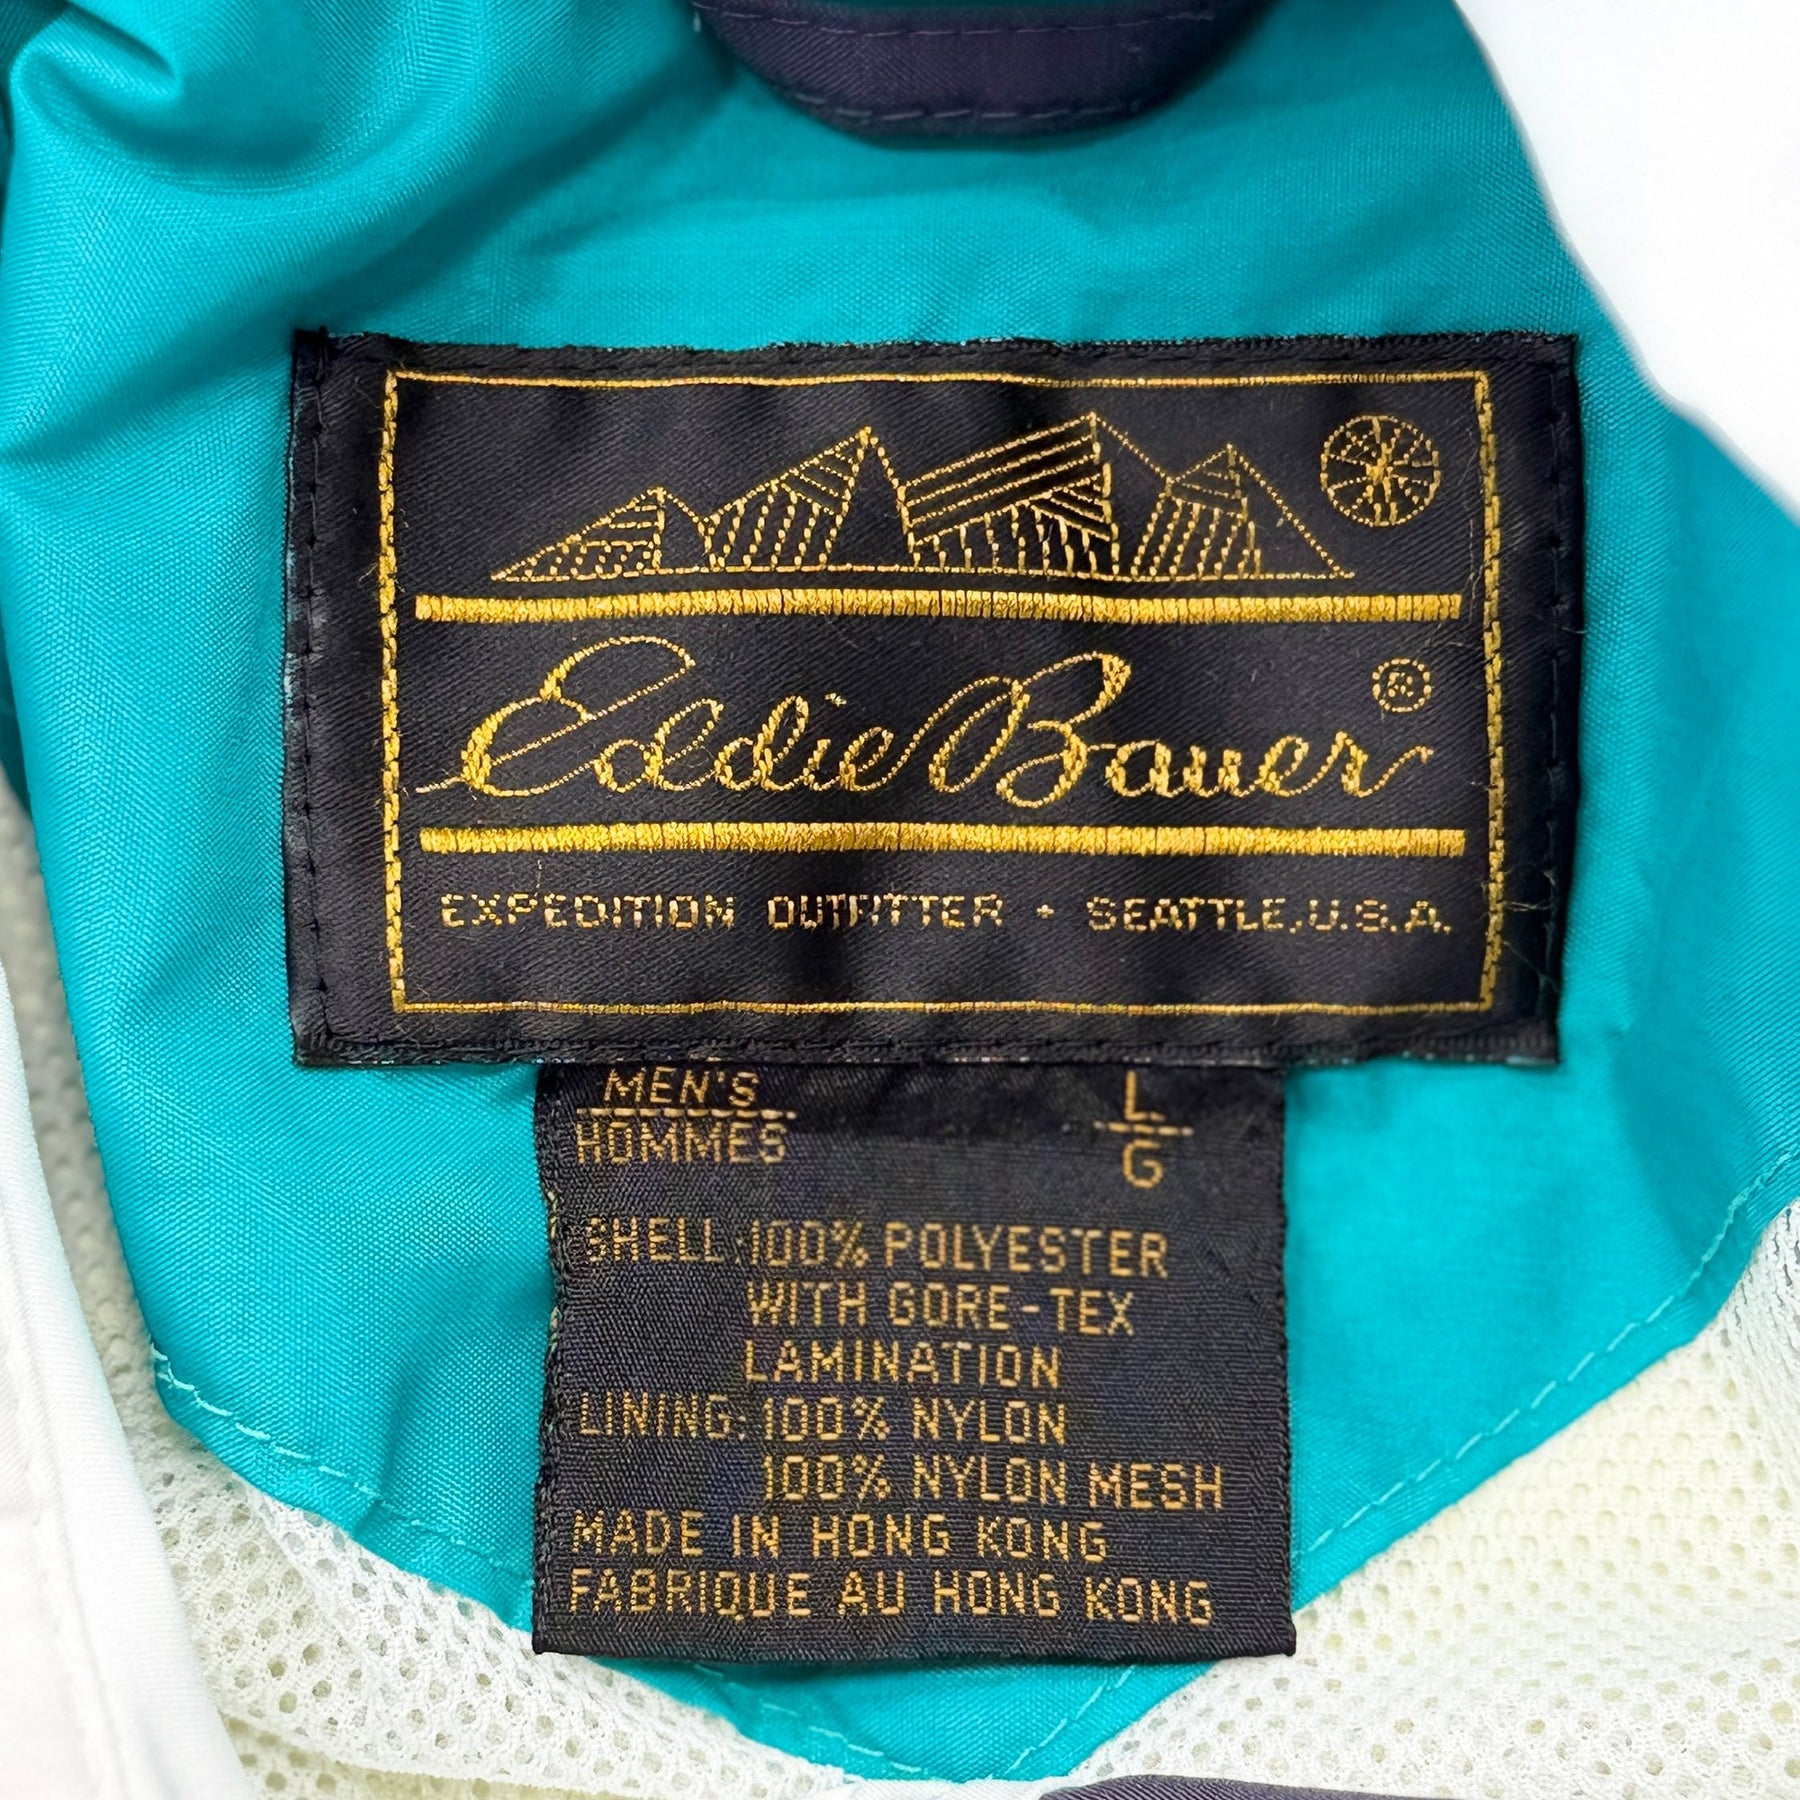 Eddie Bauer ®
EXPEDITION OUTFITTER • SEATTLE, U.S.A.
MEN'S L
HOMMES G
SHELL: 100% POLYESTER
WITH GORE-TEX
LAMINATION
LINING: 100% NYLON
100% NYLON MESH
MADE IN HONG KONG
FABRIQUE AU HONG KONG